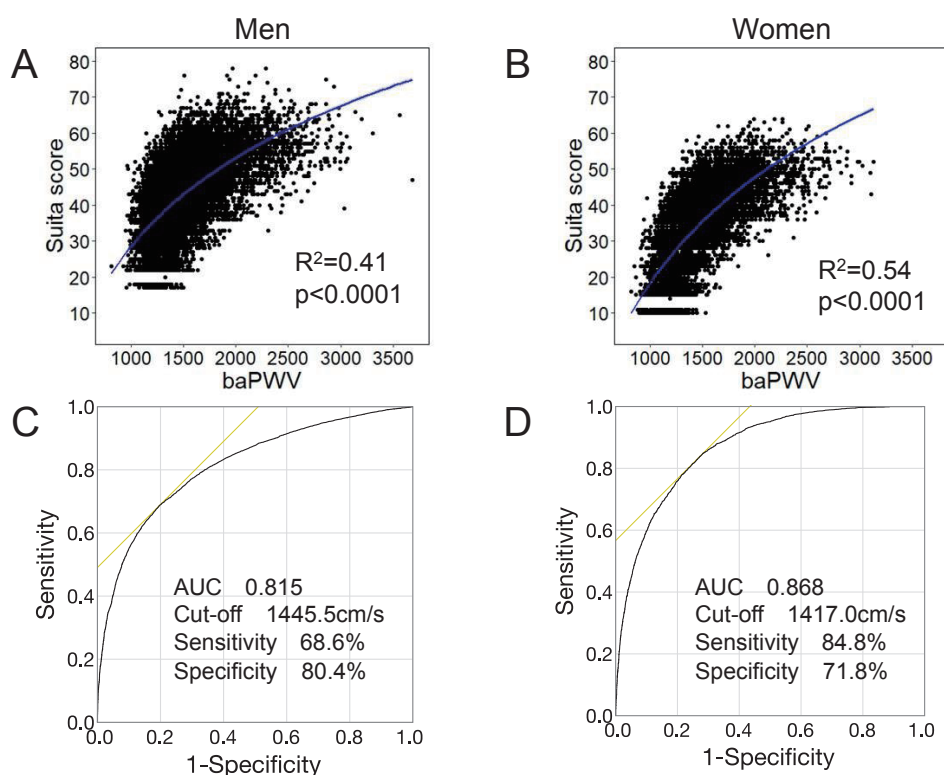 Men
Women
A
80
70
60
50
40
30
20
10
Suita score
R²=0.41
p<0.0001
1000 1500 2000 2500 3000 3500
baPWV
B
80
70
60
50
40
30
20
10
Suita score
R²=0.54
p<0.0001
1000 1500 2000 2500 3000 3500
baPWV
C
1.0
0.8
0.6
0.4
0.2
0.0
Sensitivity
AUC 0.815
Cut-off 1445.5cm/s
Sensitivity 68.6%
Specificity 80.4%
0.0 0.2 0.4 0.6 0.8 1.0
1-Specificity
D
1.0
0.8
0.6
0.4
0.2
0.0
Sensitivity
AUC 0.868
Cut-off 1417.0cm/s
Sensitivity 84.8%
Specificity 71.8%
0.0 0.2 0.4 0.6 0.8 1.0
1-Specificity